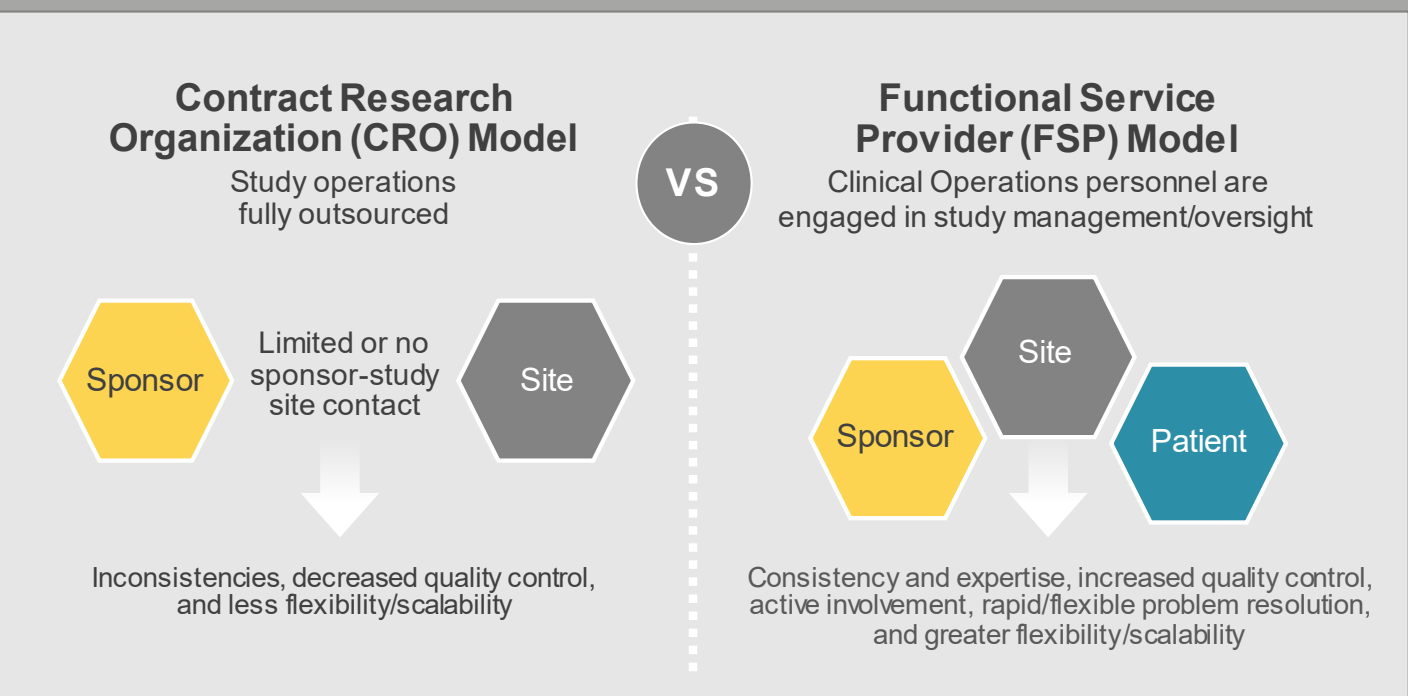 Contract Research
Organization (CRO) Model
Study operations
fully outsourced
Sponsor
Limited or no
sponsor-study
site contact
Site
Inconsistencies, decreased quality control,
and less flexibility/scalability
VS
Functional Service
Provider (FSP) Model
Clinical Operations personnel are
engaged in study management/oversight
Sponsor
Site
Patient
Consistency and expertise, increased quality control,
active involvement, rapid/flexible problem resolution,
and greater flexibility/scalability